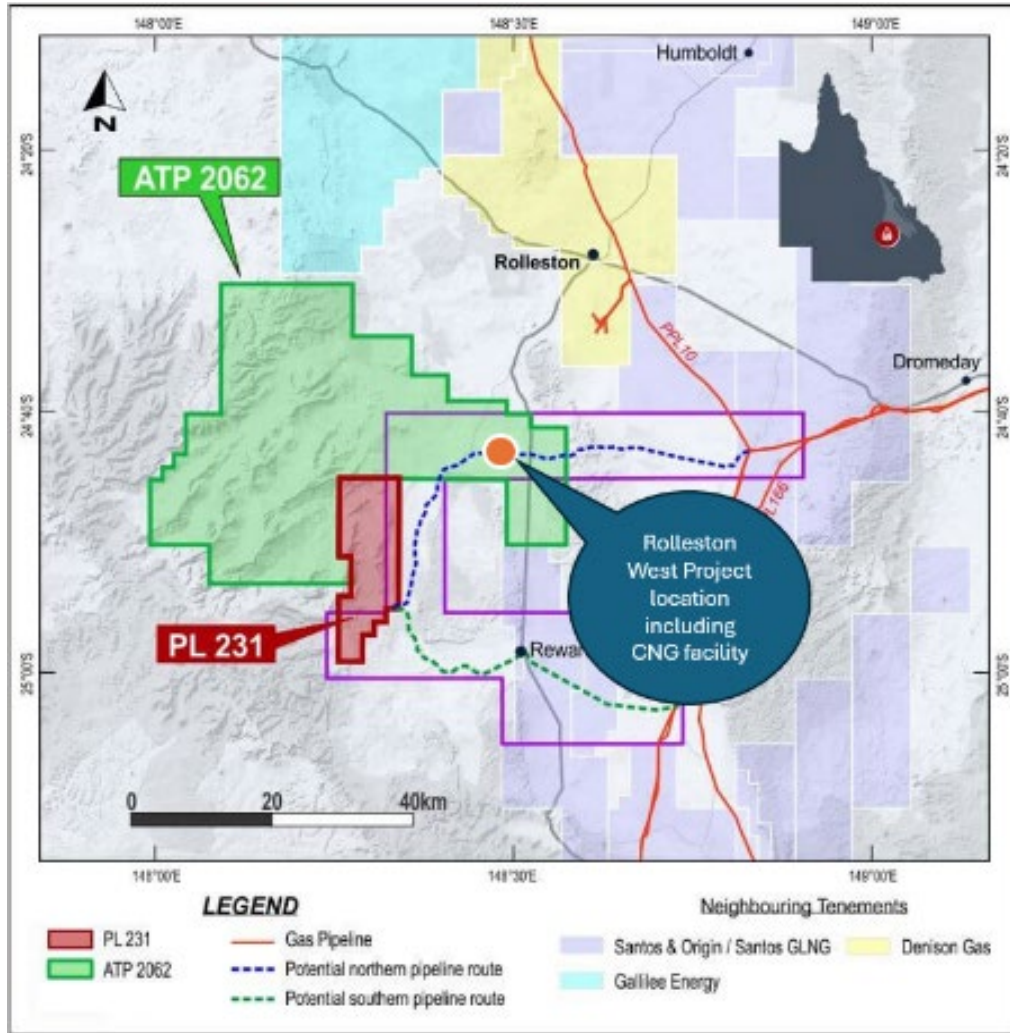 148°00'E
148°30'E
149°00'E
Humboldt
N
24°20'S
24°20'S
ATP 2062
Rolleston
PPL10
Dromeday
24°40'S
24°40'S
L166
Rolleston
West Project
location
including
CNG facility
PL 231
Rewar
25°00'S
25°00'S
0 20 40km
148°00'E
148°30'E
149°00'E
LEGEND
PL 231
ATP 2062
Gas Pipeline
Potential northern pipeline route
Potential southern pipeline route
Neighbouring Tenements
Santos & Origin / Santos GLNG
Denison Gas
Galilee Energy